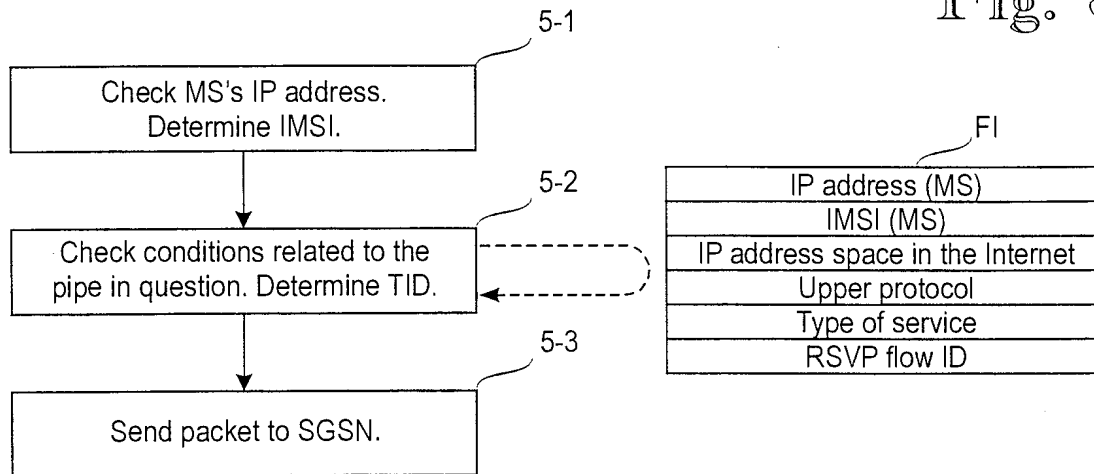 Fig.
5-1
Check MS's IP address.
Determine IMSI.
5-2
Check conditions related to the
pipe in question. Determine TID.
5-3
Send packet to SGSN.
FI
IP address (MS)
IMSI (MS)
IP address space in the Internet
Upper protocol
Type of service
RSVP flow ID